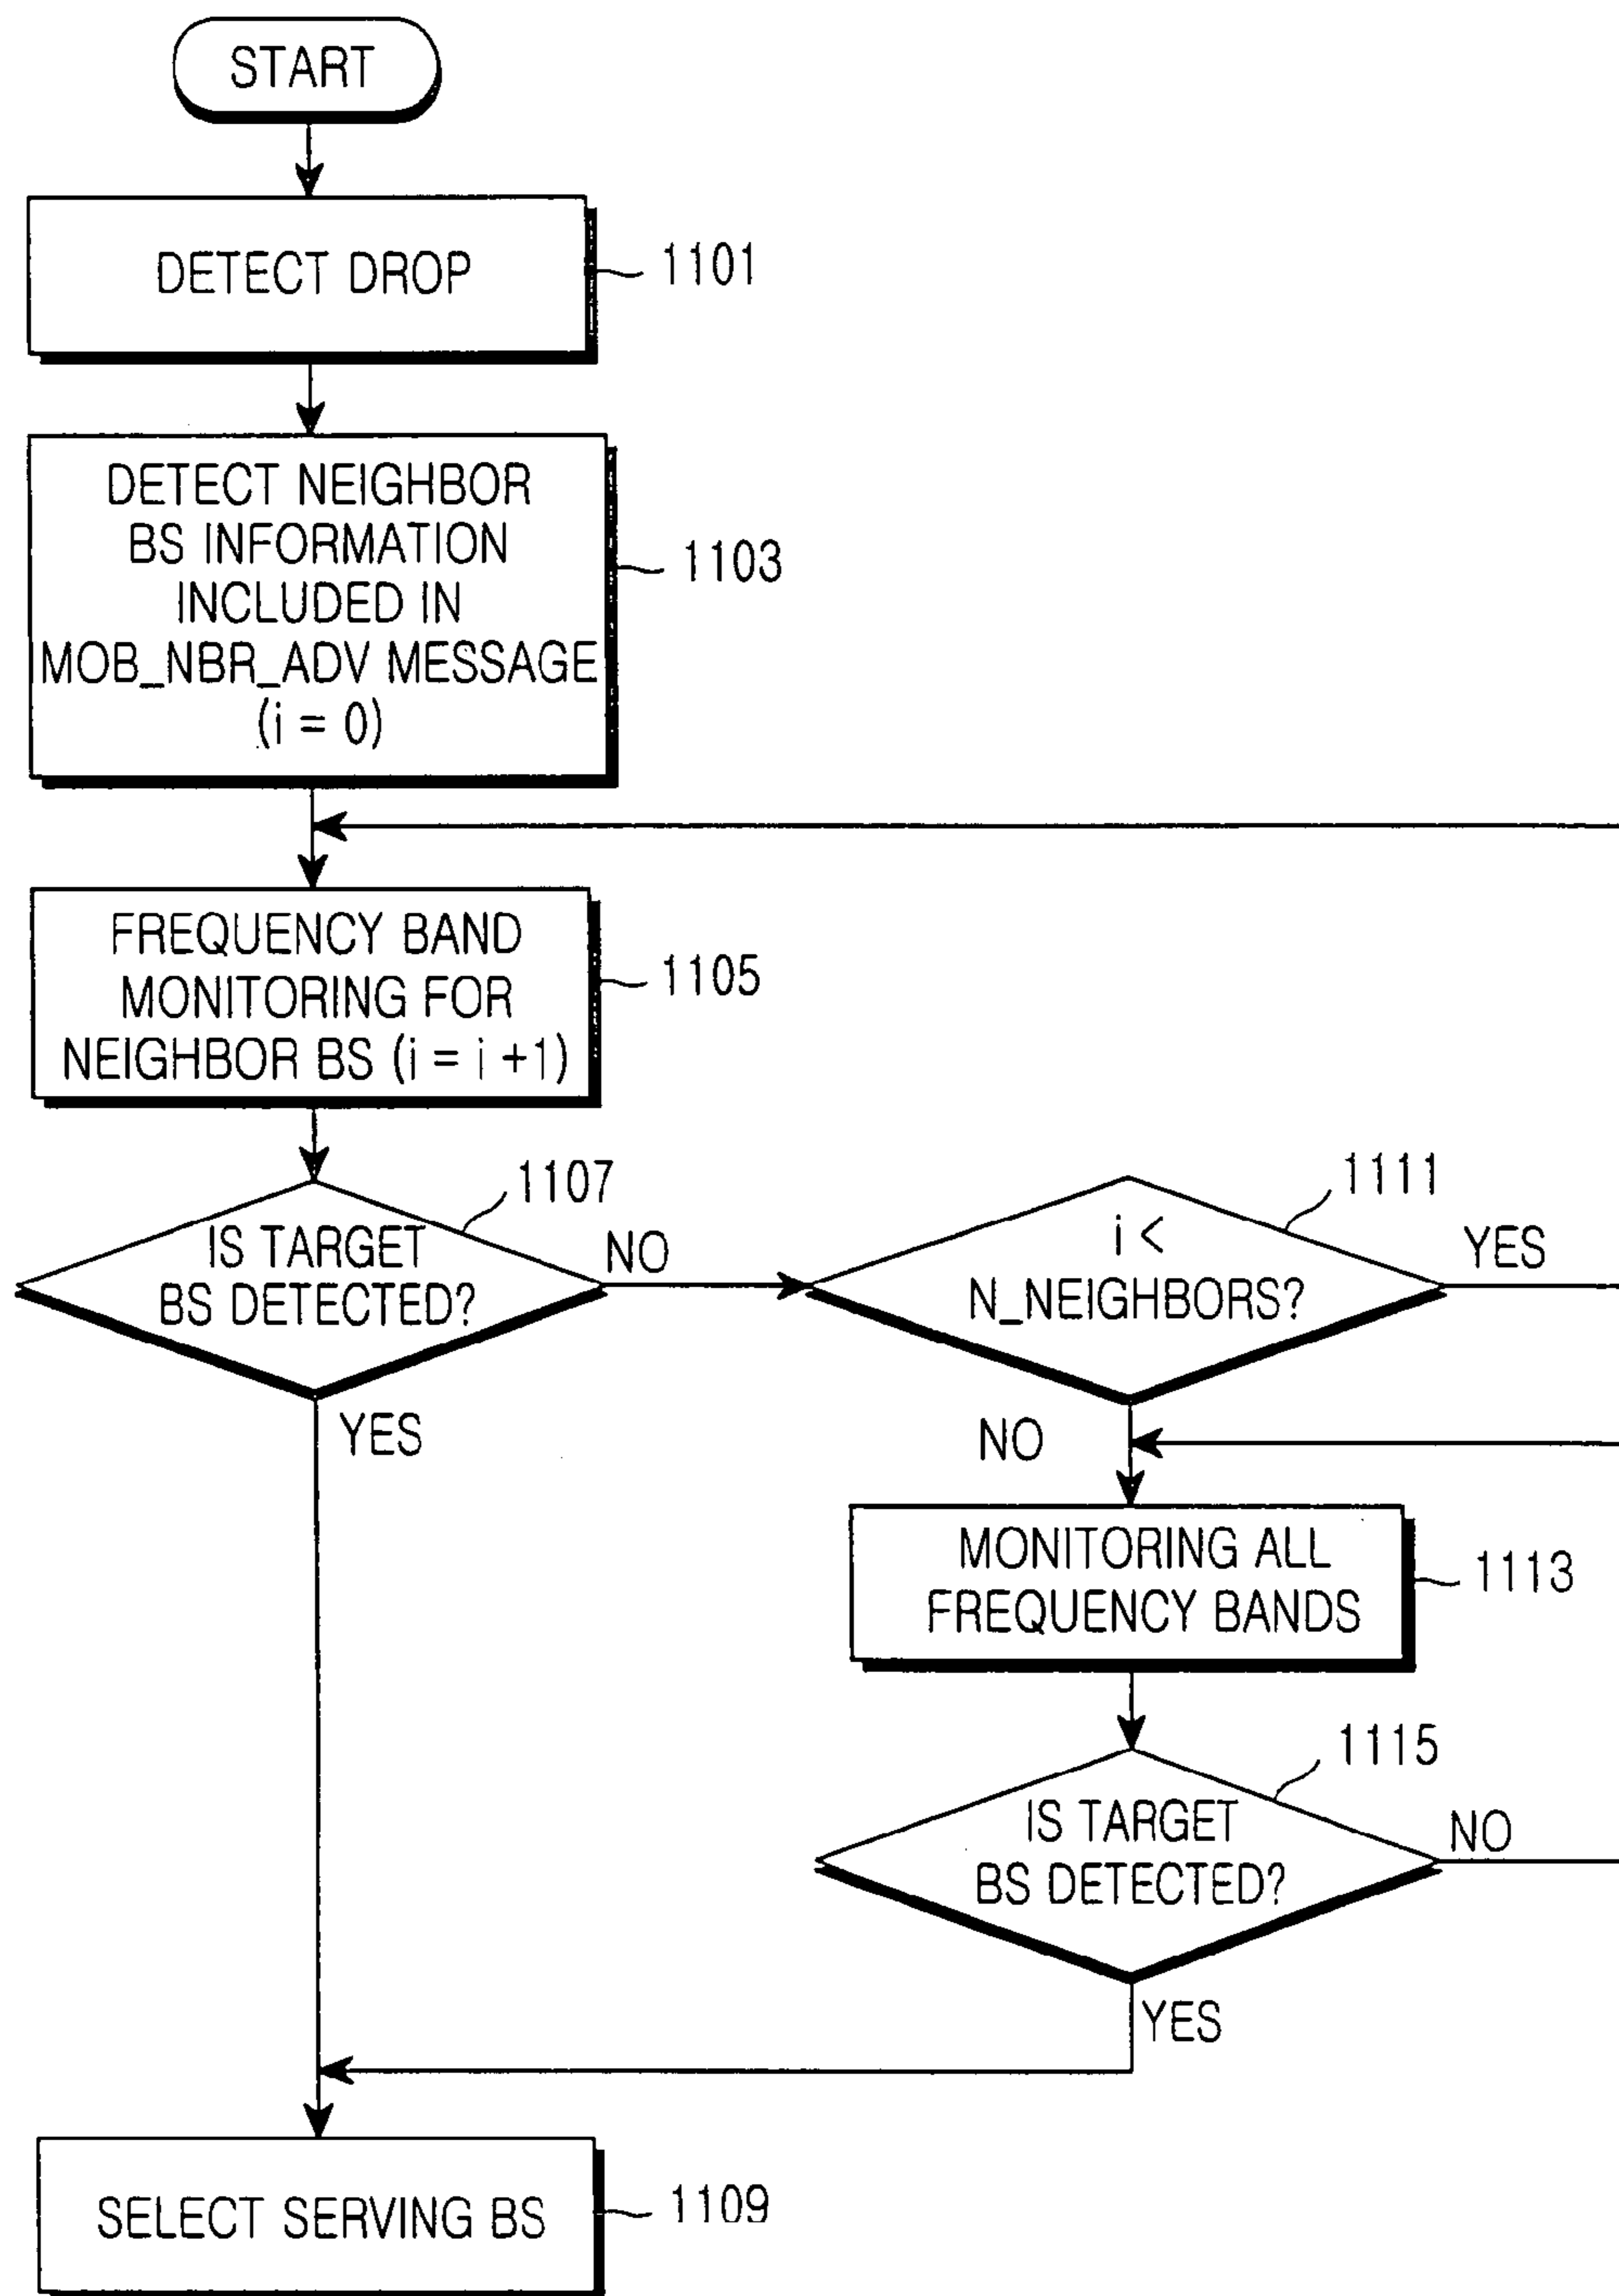 START
DETECT DROP
1101
DETECT NEIGHBOR
BS INFORMATION
INCLUDED IN
MOB_NBR_ADV MESSAGE
(i = 0)
1103
FREQUENCY BAND
MONITORING FOR
NEIGHBOR BS (i = i +1)
1105
IS TARGET
BS DETECTED?
1107
NO
YES
i <
N_NEIGHBORS?
1111
YES
NO
MONITORING ALL
FREQUENCY BANDS
1113
IS TARGET
BS DETECTED?
1115
NO
YES
SELECT SERVING BS
1109